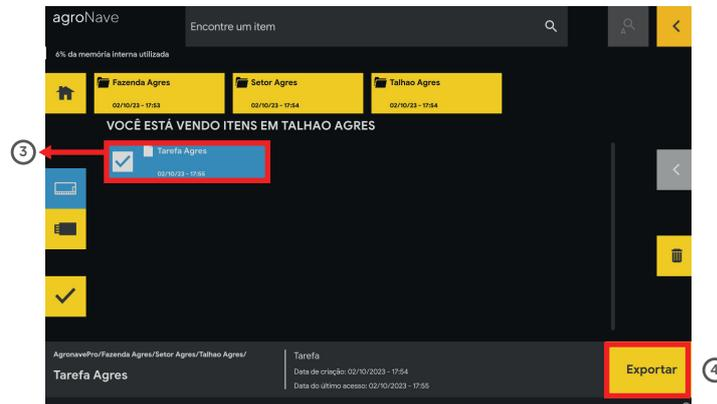 agroNave
Encontre um item
6% da memória interna utilizada
Fazenda Agres
02/10/23 - 17:53
Setor Agres
02/10/23 - 17:54
Talhao Agres
02/10/23 - 17:54
VOCÊ ESTÁ VENDO ITENS EM TALHAO AGRES
3
Tarefa Agres
02/10/23 - 17:55
AgronavePro/Fazenda Agres/Setor Agres/Talhao Agres/
Tarefa Agres
Tarefa
Data de criação: 02/10/2023 - 17:54
Data do último acesso: 02/10/2023 - 17:55
Exportar
4